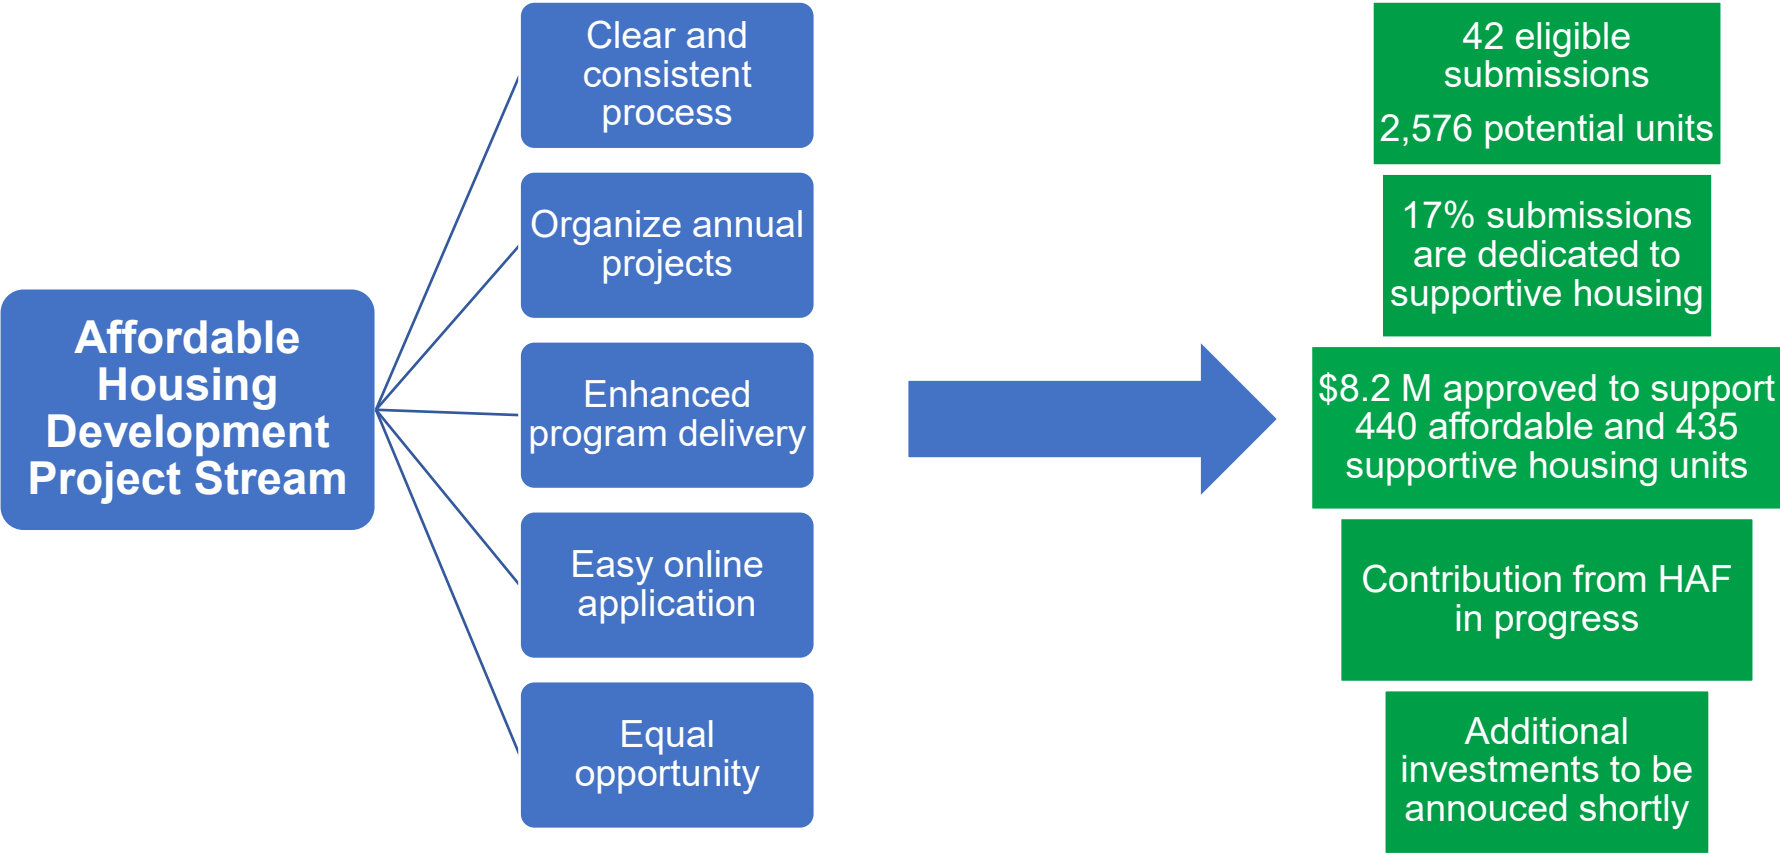 Affordable
Housing
Development
Project Stream
Clear and
consistent
process
Organize annual
projects
Enhanced
program delivery
Easy online
application
Equal
opportunity
42 eligible
submissions
2,576 potential units
17% submissions
are dedicated to
supportive housing
$8.2 M approved to support
440 affordable and 435
supportive housing units
Contribution from HAF
in progress
Additional
investments to be
annouced shortly